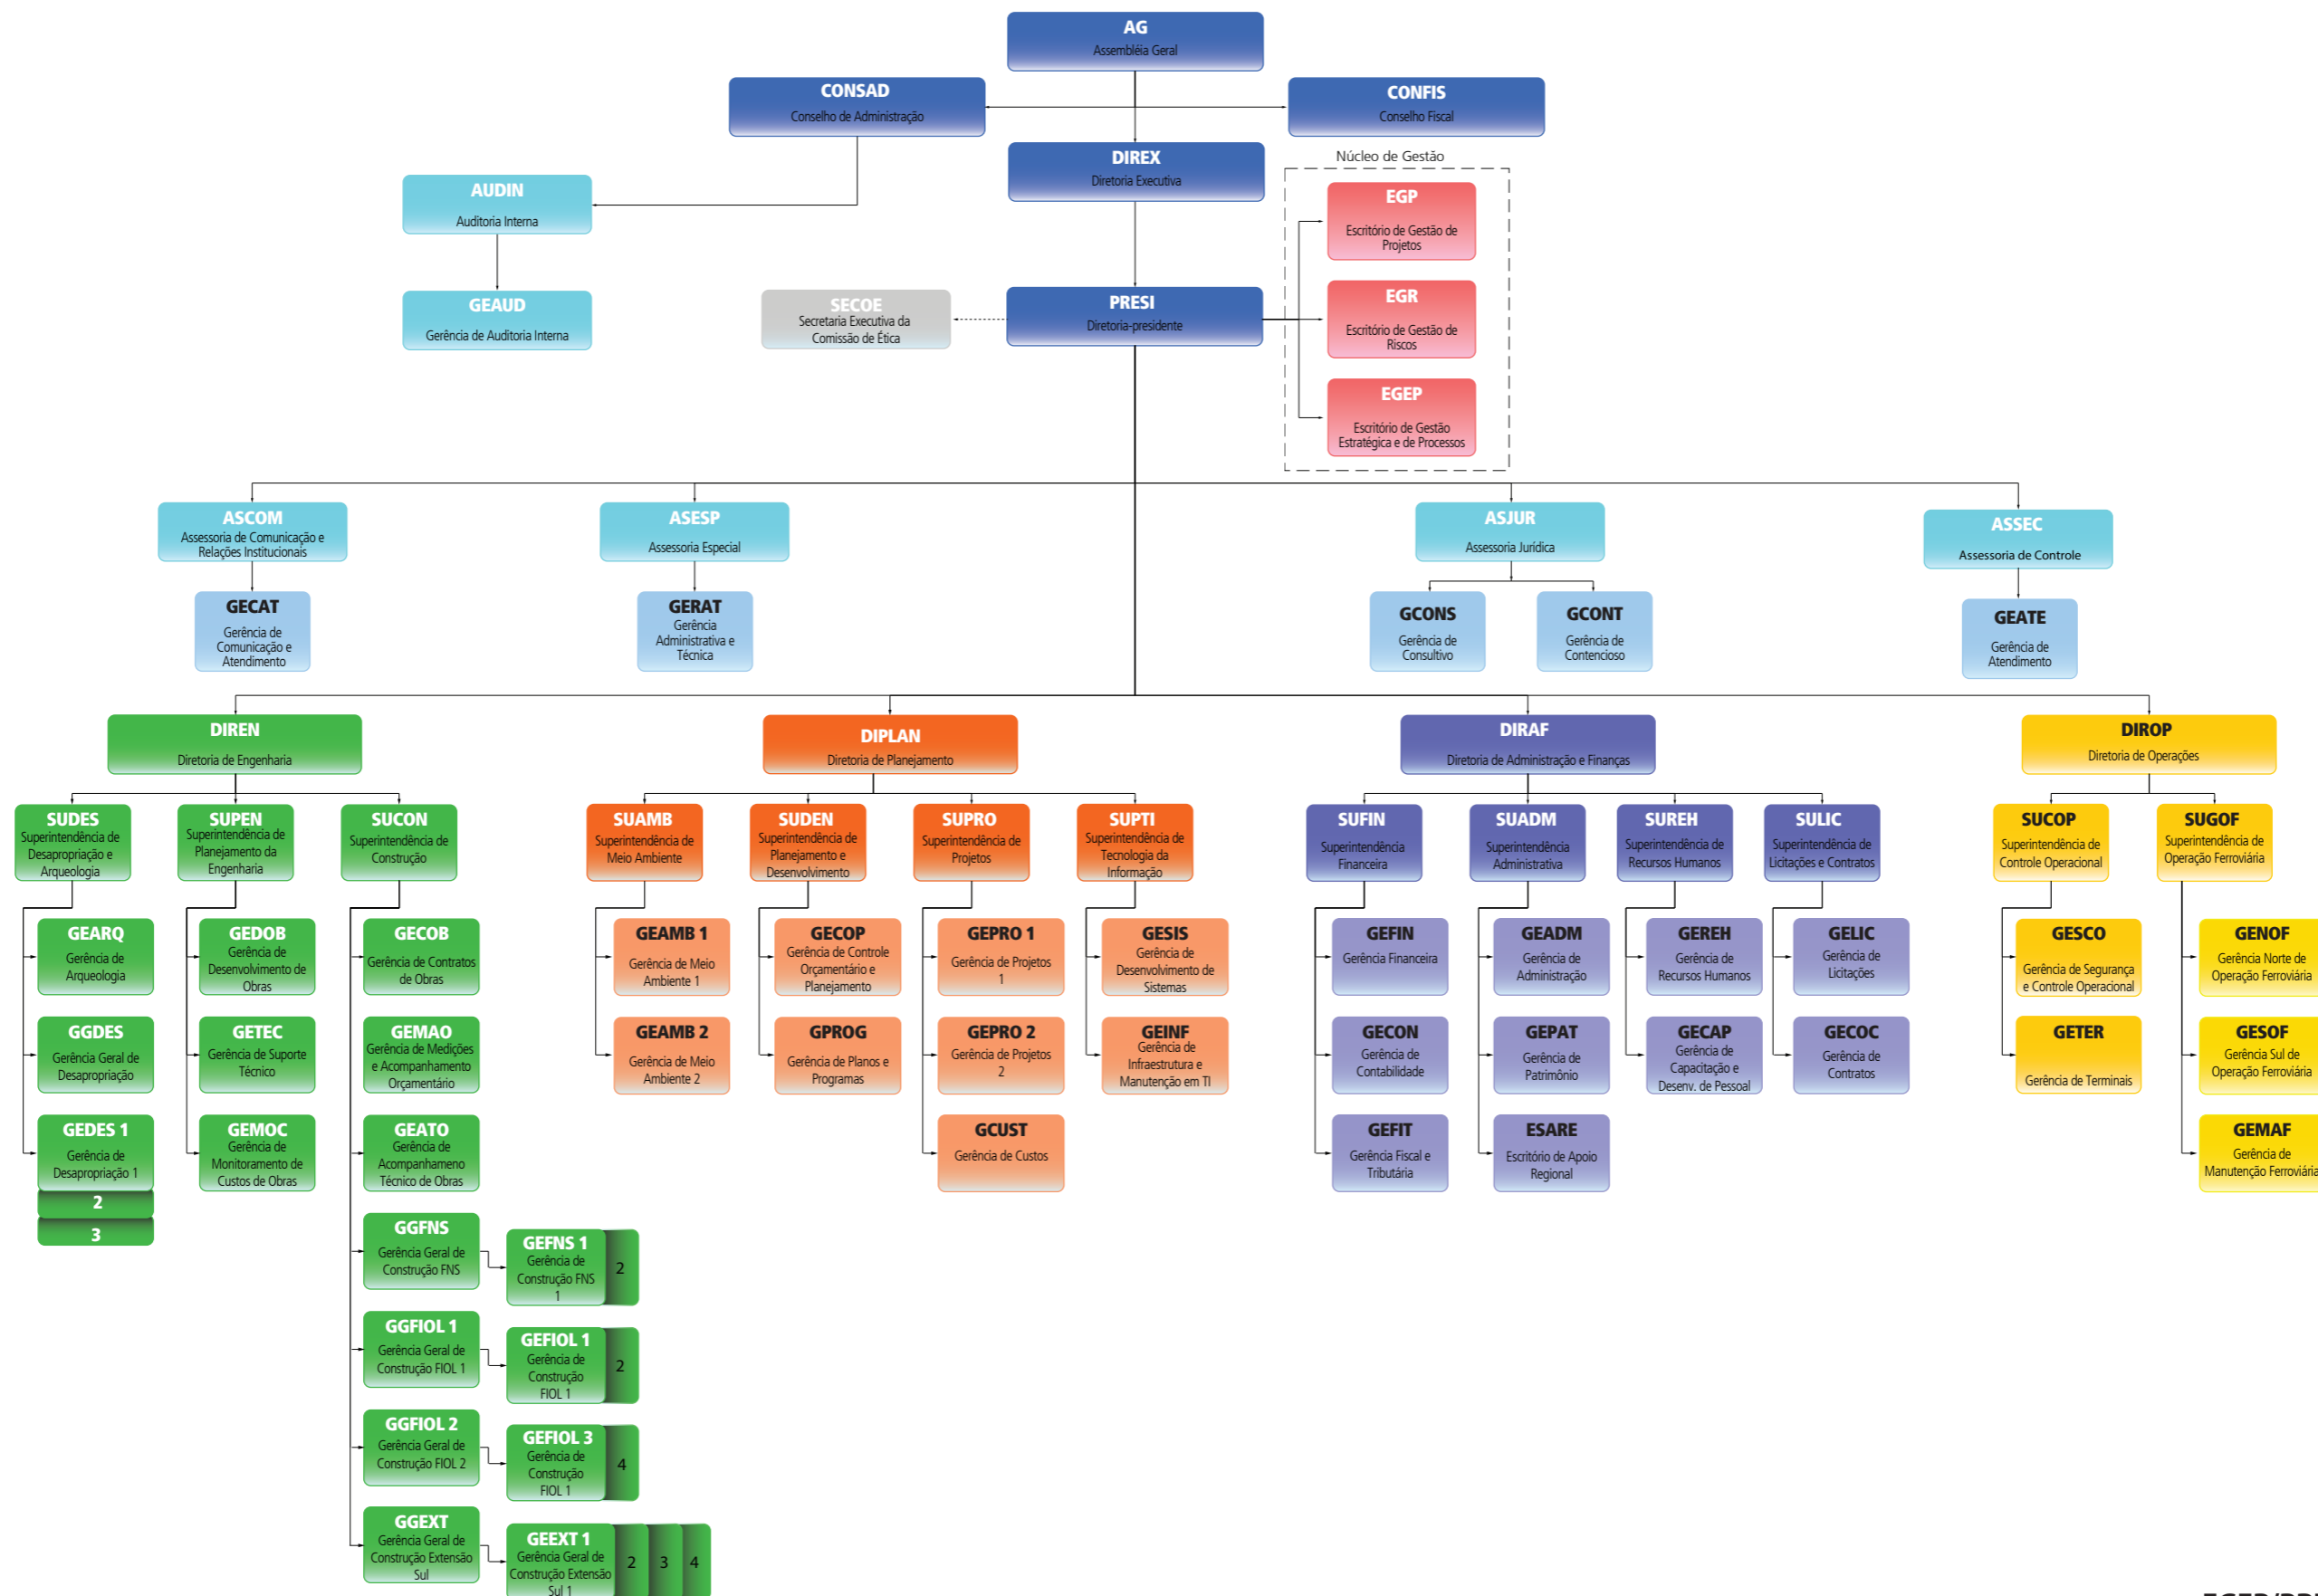 AG
Assembléia Geral
CONSAD
Conselho de Administração
CONFIS
Conselho Fiscal
DIREX
Diretoria Executiva
Núcleo de Gestão
AUDIN
Auditoria Interna
EGP
Escritório de Gestão de
Projetos
GEAUD
Gerência de Auditoria Interna
SECOE
Secretaria Executiva da
Comissão de Ética
PRESI
Diretoria-presidente
EGR
Escritório de Gestão de
Riscos
EGEP
Escritório de Gestão
Estratégica e de Processos
ASCOM
Assessoria de Comunicação e
Relações Institucionais
ASESP
Assessoria Especial
ASJUR
Assessoria Jurídica
ASSEC
Assessoria de Controle
GECAT
Gerência de
Comunicação e
Atendimento
GERAT
Gerência
Administrativa e
Técnica
GCONS
Gerência de
Consultivo
GCONT
Gerência de
Contencioso
GEATE
Gerência de
Atendimento
DIREN
Diretoria de Engenharia
DIPLAN
Diretoria de Planejamento
DIRAF
Diretoria de Administração e Finanças
DIROP
Diretoria de Operações
SUDES
Superintendência de
Desapropriação e
Arqueologia
SUPEN
Superintendência de
Planejamento da
Engenharia
SUCON
Superintendência de
Construção
SUAMB
Superintendência de
Meio Ambiente
SUDEN
Superintendência de
Planejamento e
Desenvolvimento
SUPRO
Superintendência de
Projetos
SUPTI
Superintendência de
Tecnologia da
Informação
SUFIN
Superintendência
Financeira
SUADM
Superintendência
Administrativa
SUREH
Superintendência de
Recursos Humanos
SULIC
Superintendência de
Licitações e Contratos
SUCOP
Superintendência de
Controle Operacional
SUGOF
Superintendência de
Operação Ferroviária
GEARQ
Gerência de
Arqueologia
GEDOB
Gerência de
Desenvolvimento de
Obras
GECOB
Gerência de Contratos
de Obras
GEAMB 1
Gerência de Meio
Ambiente 1
GECOP
Gerência de Controle
Orçamentário e
Planejamento
GEPRO 1
Gerência de Projetos
1
GESIS
Gerência de
Desenvolvimento de
Sistemas
GEFIN
Gerência Financeira
GEADM
Gerência de
Administração
GEREH
Gerência de
Recursos Humanos
GELIC
Gerência de
Licitações
GESCO
Gerência de Segurança
e Controle Operacional
GENOF
Gerência Norte de
Operação Ferroviária
GGDES
Gerência Geral de
Desapropriação
GETEC
Gerência de Suporte
Técnico
GEMAO
Gerência de Medições
e Acompanhamento
Orçamentário
GEAMB 2
Gerência de Meio
Ambiente 2
GPROG
Gerência de Planos e
Programas
GEPRO 2
Gerência de Projetos
2
GEINF
Gerência de
Infraestrutura e
Manutenção em TI
GECON
Gerência de
Contabilidade
GEPAT
Gerência de
Patrimônio
GECAP
Gerência de
Capacitação e
Desenv. de Pessoal
GECOC
Gerência de
Contratos
GETER
Gerência de Terminais
GESOF
Gerência Sul de
Operação Ferroviária
GEDES 1
Gerência de
Desapropriação 1
2
3
GEMOC
Gerência de
Monitoramento de
Custos de Obras
GEATO
Gerência de
Acompanhameno
Técnico de Obras
GCUST
Gerência de Custos
GEFIT
Gerência Fiscal e
Tributária
ESARE
Escritório de Apoio
Regional
GEMAF
Gerência de
Manutenção Ferroviária
GGFNS
Gerência Geral de
Construção FNS
GEFNS 1
Gerência de
Construção FNS
1
2
GGFIOL 1
Gerência Geral de
Construção FIOL 1
GEFIOL 1
Gerência de
Construção
FIOL 1
2
GGFIOL 2
Gerência Geral de
Construção FIOL 2
GEFIOL 3
Gerência de
Construção
FIOL 1
4
GGEXT
Gerência Geral de
Construção Extensão
Sul
GEEXT 1
Gerência Geral de
Construção Extensão
Sul 1
2
3
4